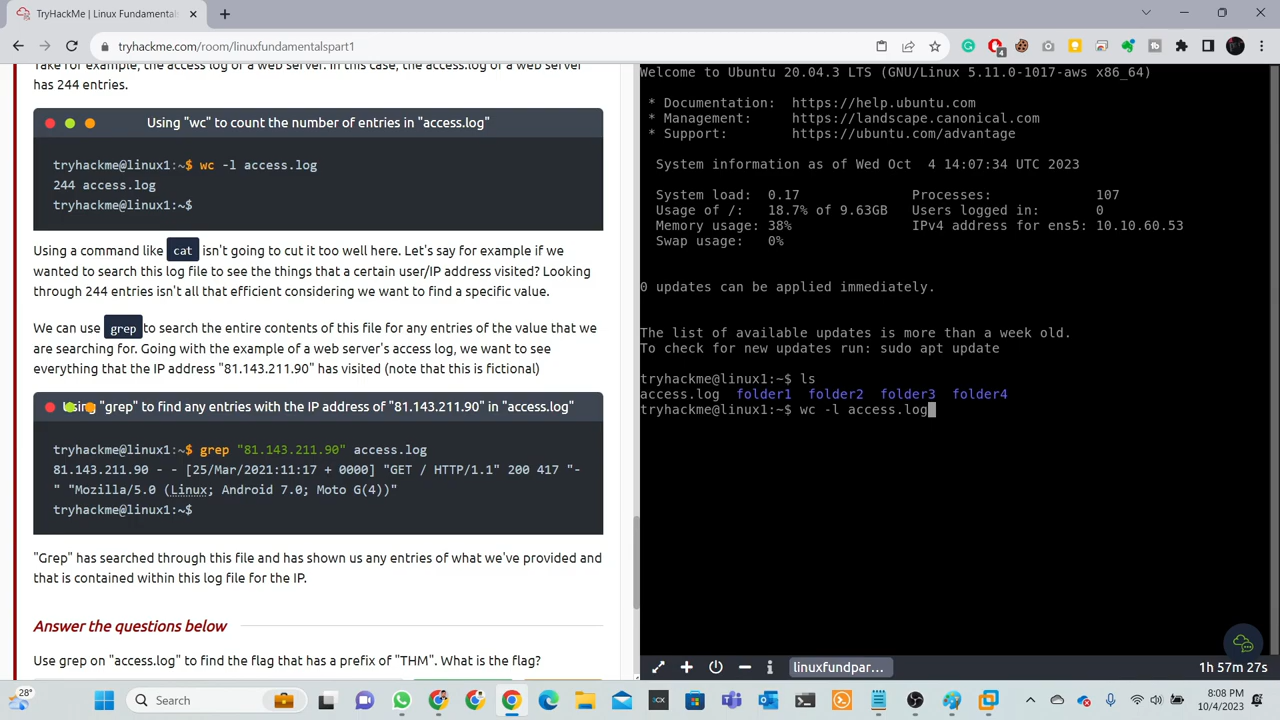 TryHackMe | Linux Fundamental
tryhackme.com/room/linuxfundamentalspart1
4
Take for example, the access log of a web server. In this case, the access.log of a web server
has 244 entries.
Using "wc" to count the number of entries in "access.log"
tryhackme@linux1:~$ wc -l access.log
244 access.log
tryhackme@linux1:~$
Using a command like cat isn't going to cut it too well here. Let's say for example if we
wanted to search this log file to see the things that a certain user/IP address visited? Looking
through 244 entries isn't all that efficient considering we want to find a specific value.
We can use grep to search the entire contents of this file for any entries of the value that we
are searching for. Going with the example of a web server's access log, we want to see
everything that the IP address "81.143.211.90" has visited (note that this is fictional)
Using "grep" to find any entries with the IP address of "81.143.211.90" in "access.log"
tryhackme@linux1:~$ grep "81.143.211.90" access.log
81.143.211.90 - - [25/Mar/2021:11:17 + 0000] "GET / HTTP/1.1" 200 417 "-
" "Mozilla/5.0 (Linux; Android 7.0; Moto G(4))"
tryhackme@linux1:~$
"Grep" has searched through this file and has shown us any entries of what we've provided and
that is contained within this log file for the IP.
Answer the questions below
Use grep on "access.log" to find the flag that has a prefix of "THM". What is the flag?
Welcome to Ubuntu 20.04.3 LTS (GNU/Linux 5.11.0-1017-aws x86_64)
* Documentation: https://help.ubuntu.com
* Management: https://landscape.canonical.com
* Support: https://ubuntu.com/advantage
System information as of Wed Oct 4 14:07:34 UTC 2023
System load: 0.17 Processes: 107
Usage of /: 18.7% of 9.63GB Users logged in: 0
Memory usage: 38% IPv4 address for ens5: 10.10.60.53
Swap usage: 0%
0 updates can be applied immediately.
The list of available updates is more than a week old.
To check for new updates run: sudo apt update
tryhackme@linux1:~$ ls
access.log folder1 folder2 folder3 folder4
tryhackme@linux1:~$ wc -l access.log
linuxfundpar... 1h 57m 27s
28° Search 8:08 PM
10/4/2023